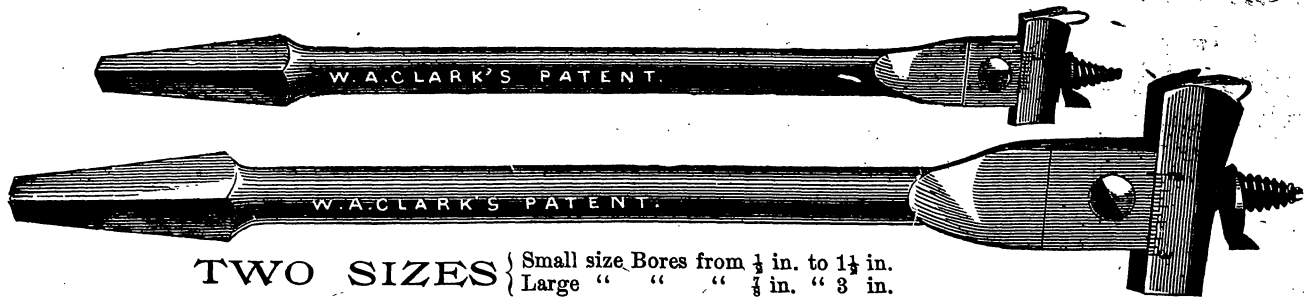 W.A.CLARK'S PATENT.
W.A.CLARK'S PATENT.
TWO SIZES { Small size Bores from ½ in. to 1½ in.
Large “ “ “ ⅞ in. “ 3 in.